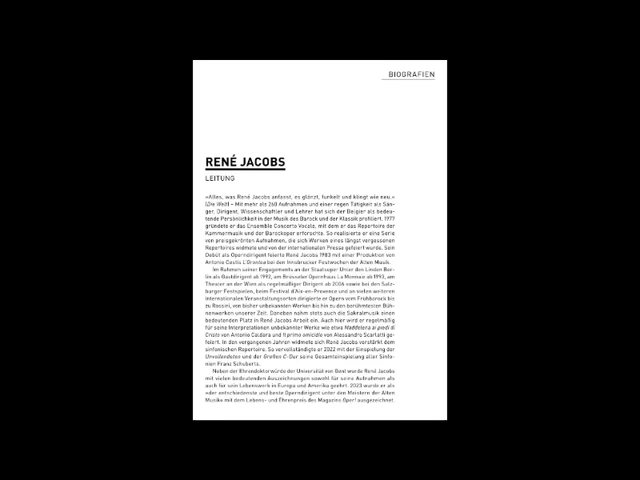 BIOGRAFIEN
RENÉ JACOBS
LEITUNG
»Alles, was René Jacobs anfasst, es glänzt, funkelt und klingt wie neu.«
(Die Welt) – Mit mehr als 260 Aufnahmen und einer regen Tätigkeit als Sän-
ger, Dirigent, Wissenschaftler und Lehrer hat sich der Belgier als bedeu-
tende Persönlichkeit in der Musik des Barock und der Klassik profiliert. 1977
gründete er das Ensemble Concerto Vocale, mit dem er das Repertoire der
Kammermusik und der Barockoper erforschte. So realisierte er eine Serie
von preisgekrönten Aufnahmen, die sich Werken eines längst vergessenen
Repertoires widmete und von der internationalen Presse gefeiert wurde. Sein
Debüt als Operndirigent feierte René Jacobs 1983 mit einer Produktion von
Antonio Cestis L'Orontea bei den Innsbrucker Festwochen der Alten Musik.
Im Rahmen seiner Engagements an der Staatsoper Unter den Linden Ber-
lin als Gastdirigent ab 1992, am Brüsseler Opernhaus La Monnaie ab 1993, am
Theater an der Wien als regelmäßiger Dirigent ab 2006 sowie bei den Salz-
burger Festspielen, beim Festival d'Aix-en-Provence und an vielen weiteren
internationalen Veranstaltungsorten dirigierte er Opern vom Frühbarock bis
zu Rossini, von bisher unbekannten Werken bis hin zu den berühmtesten Büh-
nenwerken unserer Zeit. Daneben nahm stets auch die Sakralmusik einen
bedeutenden Platz in René Jacobs Arbeit ein. Auch hier wird er regelmäßig
für seine Interpretationen unbekannter Werke wie etwa Maddalena ai piedi di
Cristo von Antonio Caldara und Il primo omicidio von Alessandro Scarlatti ge-
feiert. In den vergangenen Jahren widmete sich René Jacobs verstärkt dem
sinfonischen Repertoire. So vervollständigte er 2022 mit der Einspielung der
Unvollendeten und der Großen C-Dur seine Gesamteinspielung aller Sinfo-
nien Franz Schuberts.
Neben der Ehrendoktorwürde der Universität von Gent wurde René Jacobs
mit vielen bedeutenden Auszeichnungen sowohl für seine Aufnahmen als
auch für sein Lebenswerk in Europa und Amerika geehrt. 2023 wurde er als
»der entschiedenste und beste Operndirigent unter den Meistern der Alten
Musik« mit dem Lebens- und Ehrenpreis des Magazins Oper! ausgezeichnet.